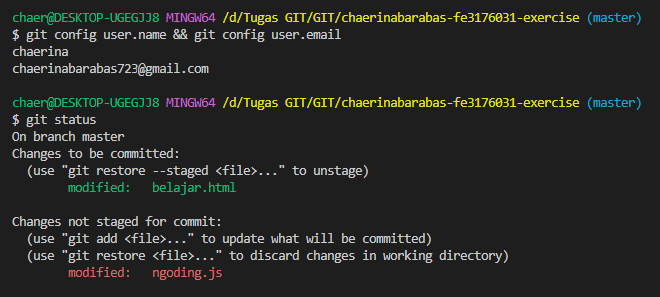 chaer@DESKTOP-UGEGJJ8 MINGW64 /d/Tugas GIT/GIT/chaerinabarabas-fe3176031-exercise (master)
$ git config user.name && git config user.email
chaerina
chaerinabarabas723@gmail.com

chaer@DESKTOP-UGEGJJ8 MINGW64 /d/Tugas GIT/GIT/chaerinabarabas-fe3176031-exercise (master)
$ git status
On branch master
Changes to be committed:
  (use "git restore --staged <file>..." to unstage)
        modified:   belajar.html

Changes not staged for commit:
  (use "git add <file>..." to update what will be committed)
  (use "git restore <file>..." to discard changes in working directory)
        modified:   ngoding.js